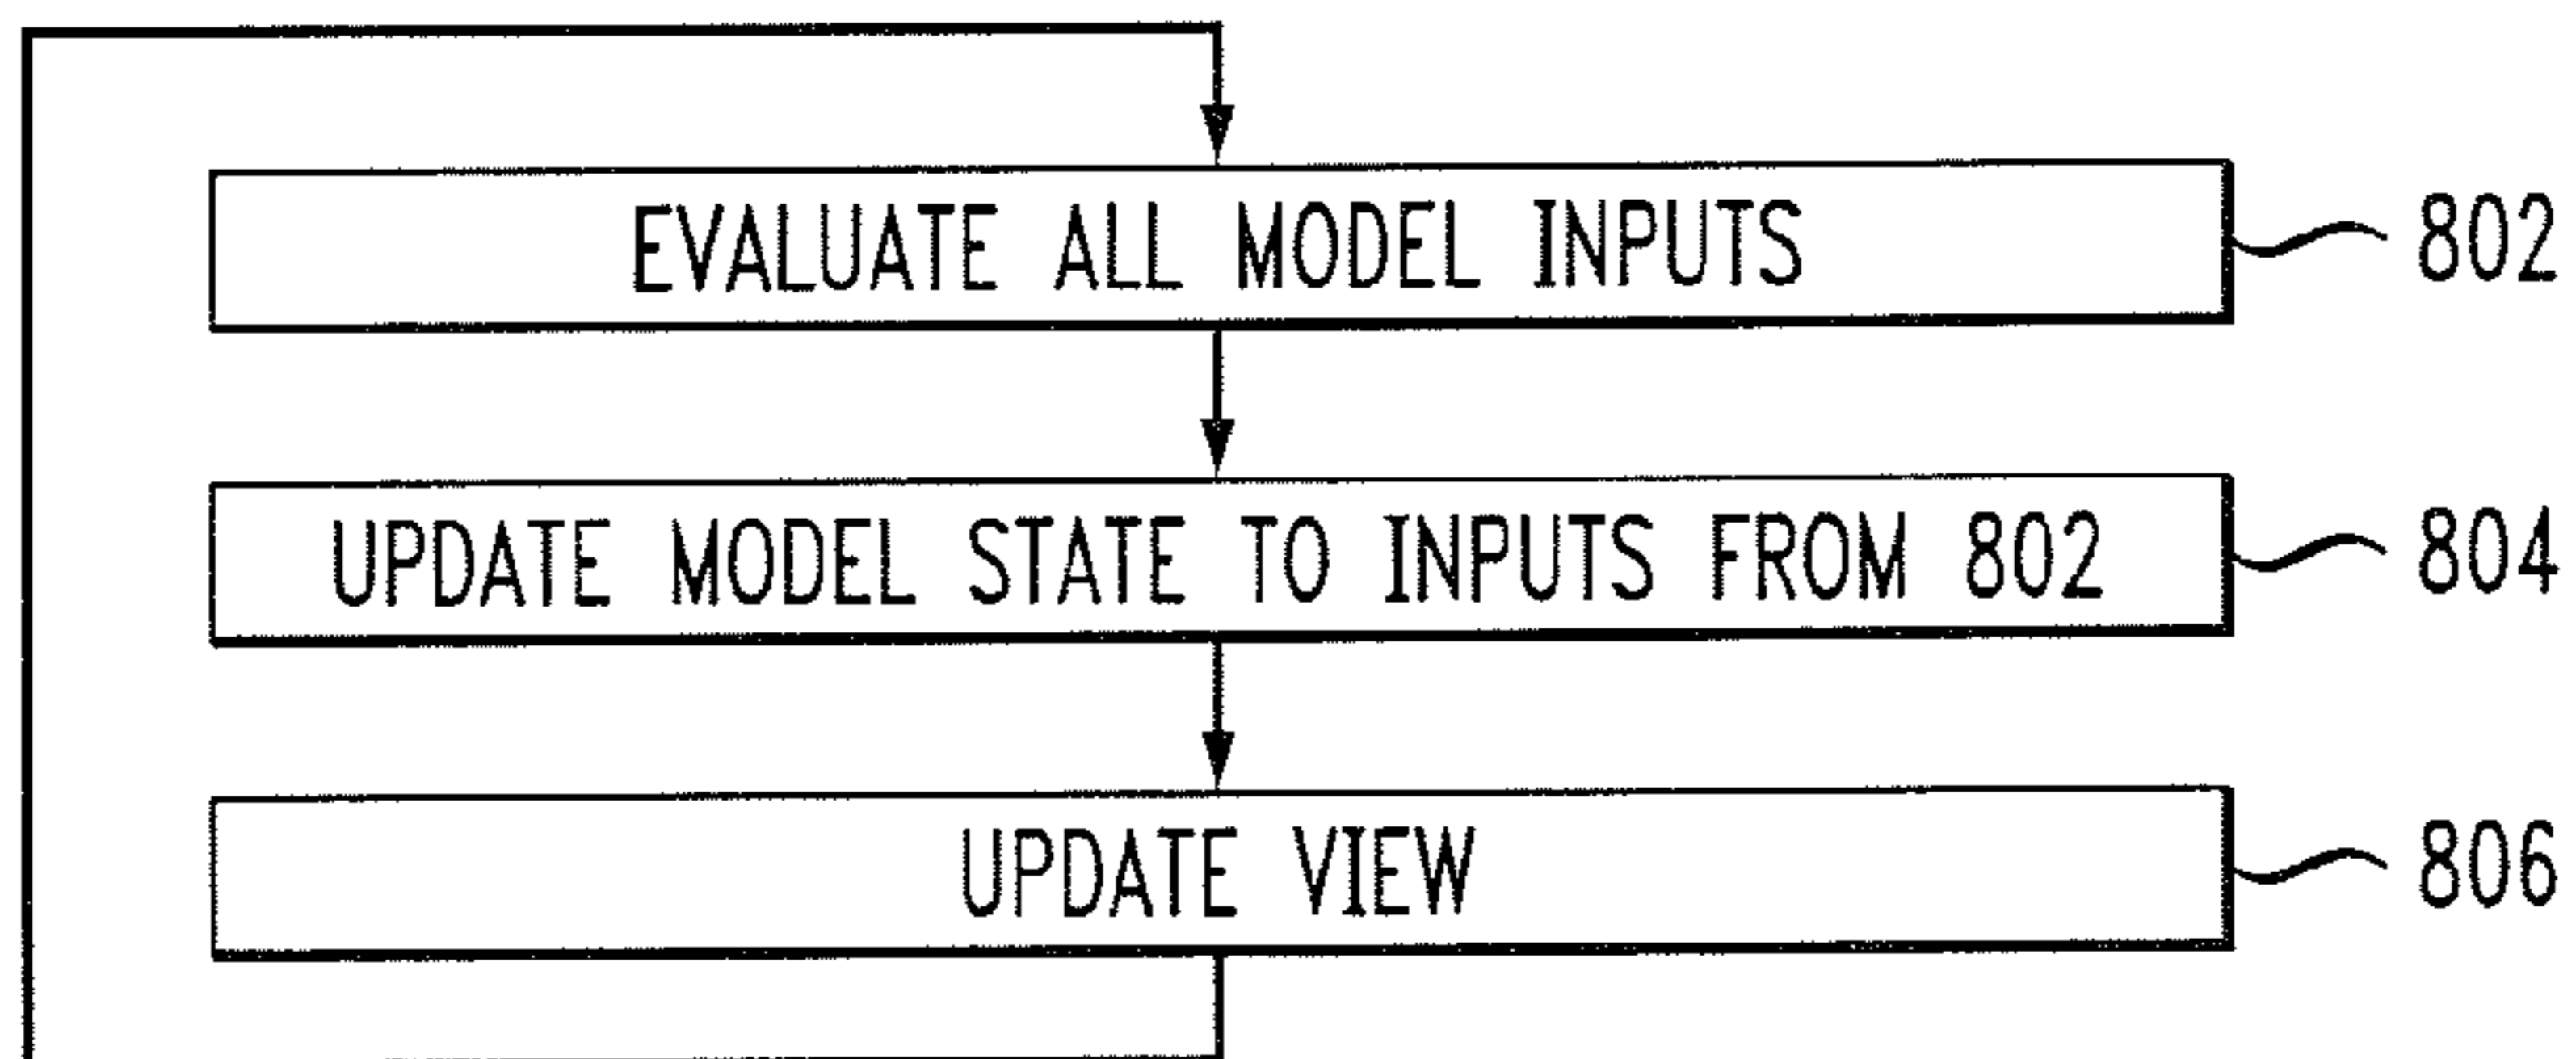 EVALUATE ALL MODEL INPUTS
802
UPDATE MODEL STATE TO INPUTS FROM 802
804
UPDATE VIEW
806